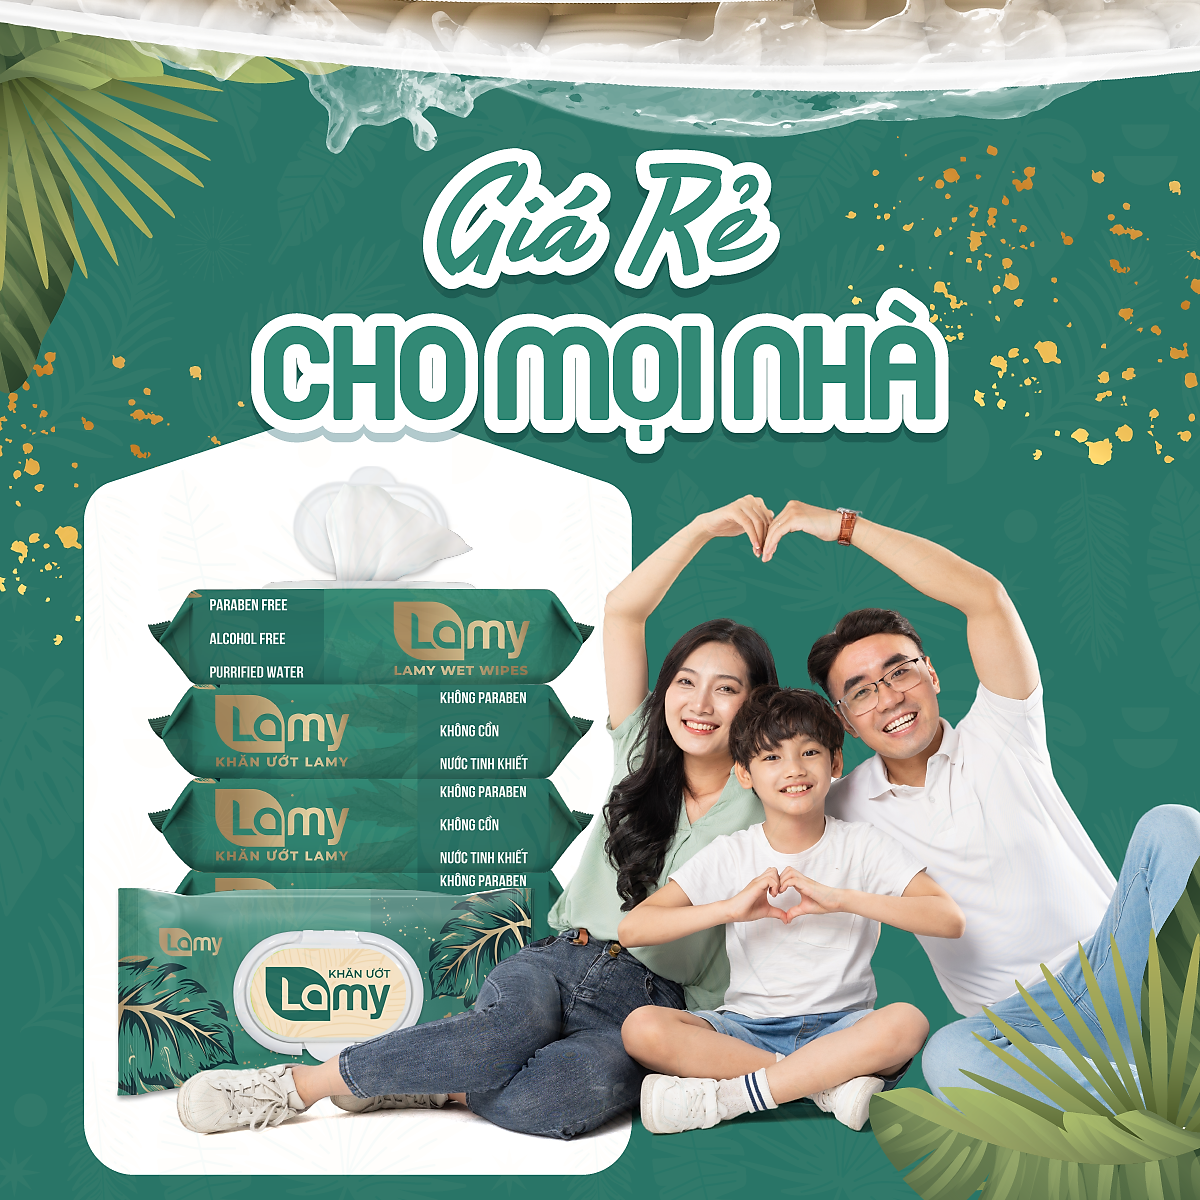 Giá Rẻ
CHO MỌI NHÀ
PARABEN FREE
ALCOHOL FREE
PURRIFIED WATER
Lamy
LAMY WET WIPES
Lamy
KHĂN ƯỚT LAMY
KHÔNG PARABEN
KHÔNG CỒN
NƯỚC TINH KHIẾT
Lamy
KHĂN ƯỚT LAMY
KHÔNG PARABEN
KHÔNG CỒN
NƯỚC TINH KHIẾT
KHÔNG PARABEN
Lamy
KHĂN ƯỚT
Lamy